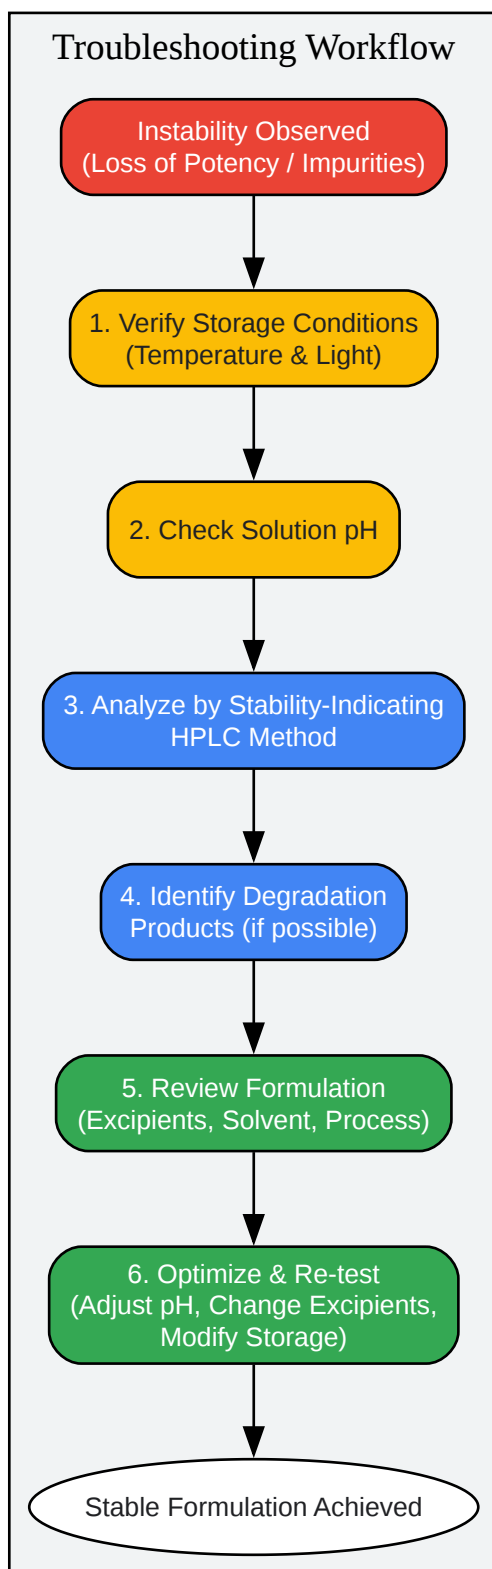 Troubleshooting Workflow
Instability Observed
(Loss of Potency / Impurities)
1. Verify Storage Conditions
(Temperature & Light)
2. Check Solution pH
3. Analyze by Stability-Indicating
HPLC Method
4. Identify Degradation
Products (if possible)
5. Review Formulation
(Excipients, Solvent, Process)
6. Optimize & Re-test
(Adjust pH, Change Excipients,
Modify Storage)
Stable Formulation Achieved